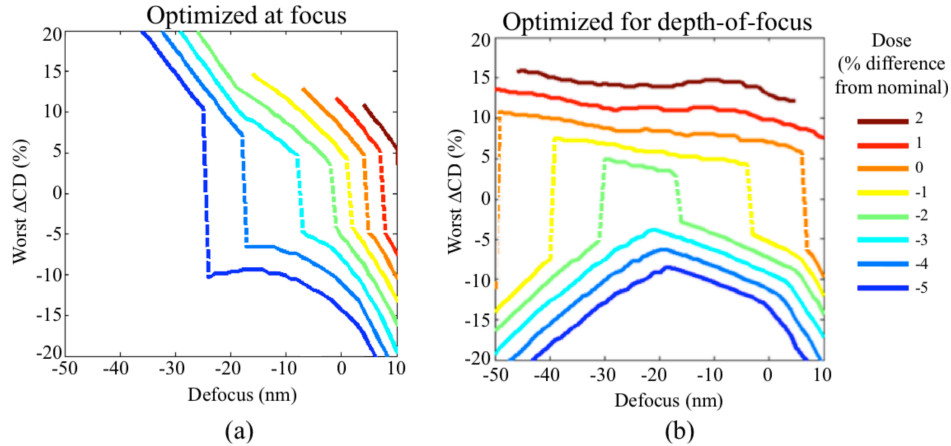 Optimized at focus
20
15
10
5
0
-5
-10
-15
-20
Worst ΔCD (%)
-50 -40 -30 -20 -10 -0 10
Defocus (nm)
(a)
Optimized for depth-of-focus
20
15
10
5
0
-5
-10
-15
-20
Worst ΔCD (%)
-50 -40 -30 -20 -10 0 10
Defocus (nm)
(b)
Dose
(% difference
from nominal)
2
1
0
-1
-2
-3
-4
-5